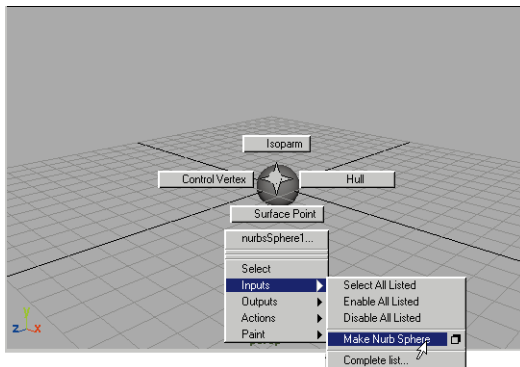 Isoparm
Control Vertex
Hull
Surface Point
nurbsSphere1...
Select
Inputs
Outputs
Actions
Paint
Select All Listed
Enable All Listed
Disable All Listed
Make Nurb Sphere
Complete list...
persp
y
z
x